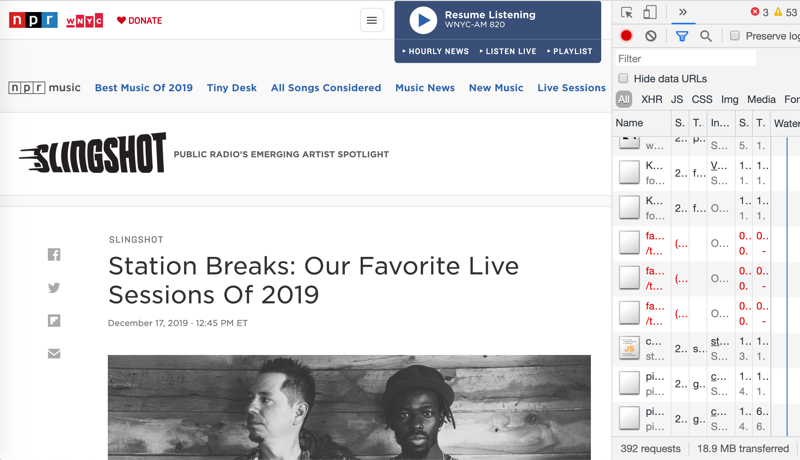 npr wnyc DONATE
Resume Listening
WNYC-AM 820
HOURLY NEWS LISTEN LIVE PLAYLIST
npr music Best Music Of 2019 Tiny Desk All Songs Considered Music News New Music Live Sessions
SLINGSHOT PUBLIC RADIO'S EMERGING ARTIST SPOTLIGHT
SLINGSHOT
Station Breaks: Our Favorite Live
Sessions Of 2019
December 17, 2019 · 12:45 PM ET
» 3 53
Preserve log
Filter
Hide data URLs
All XHR JS CSS Img Media Fon
Name S. T. In... S. T. Water
w... S... 5. 1.
K... 2.. f... V... 1.. 1..
fo... S... 1. 1.
K... 2.. f... O... 1.. 1..
fo... 1. 1.
fa... (... O... 0.. 0..
/t... 0. -
fa... (... O... 0.. 0..
/t... 0. -
fa... (... O... 0.. 0..
/t... 0. -
JS c... 2.. s... st... 1.. 1..
st... S... 3. 1.
pi... 2.. g... c... 1.. 1..
pi... S... 4. 1.
pi... 2.. g... c... 1.. 6..
pi... S... 4. 6.
392 requests 18.9 MB transferred